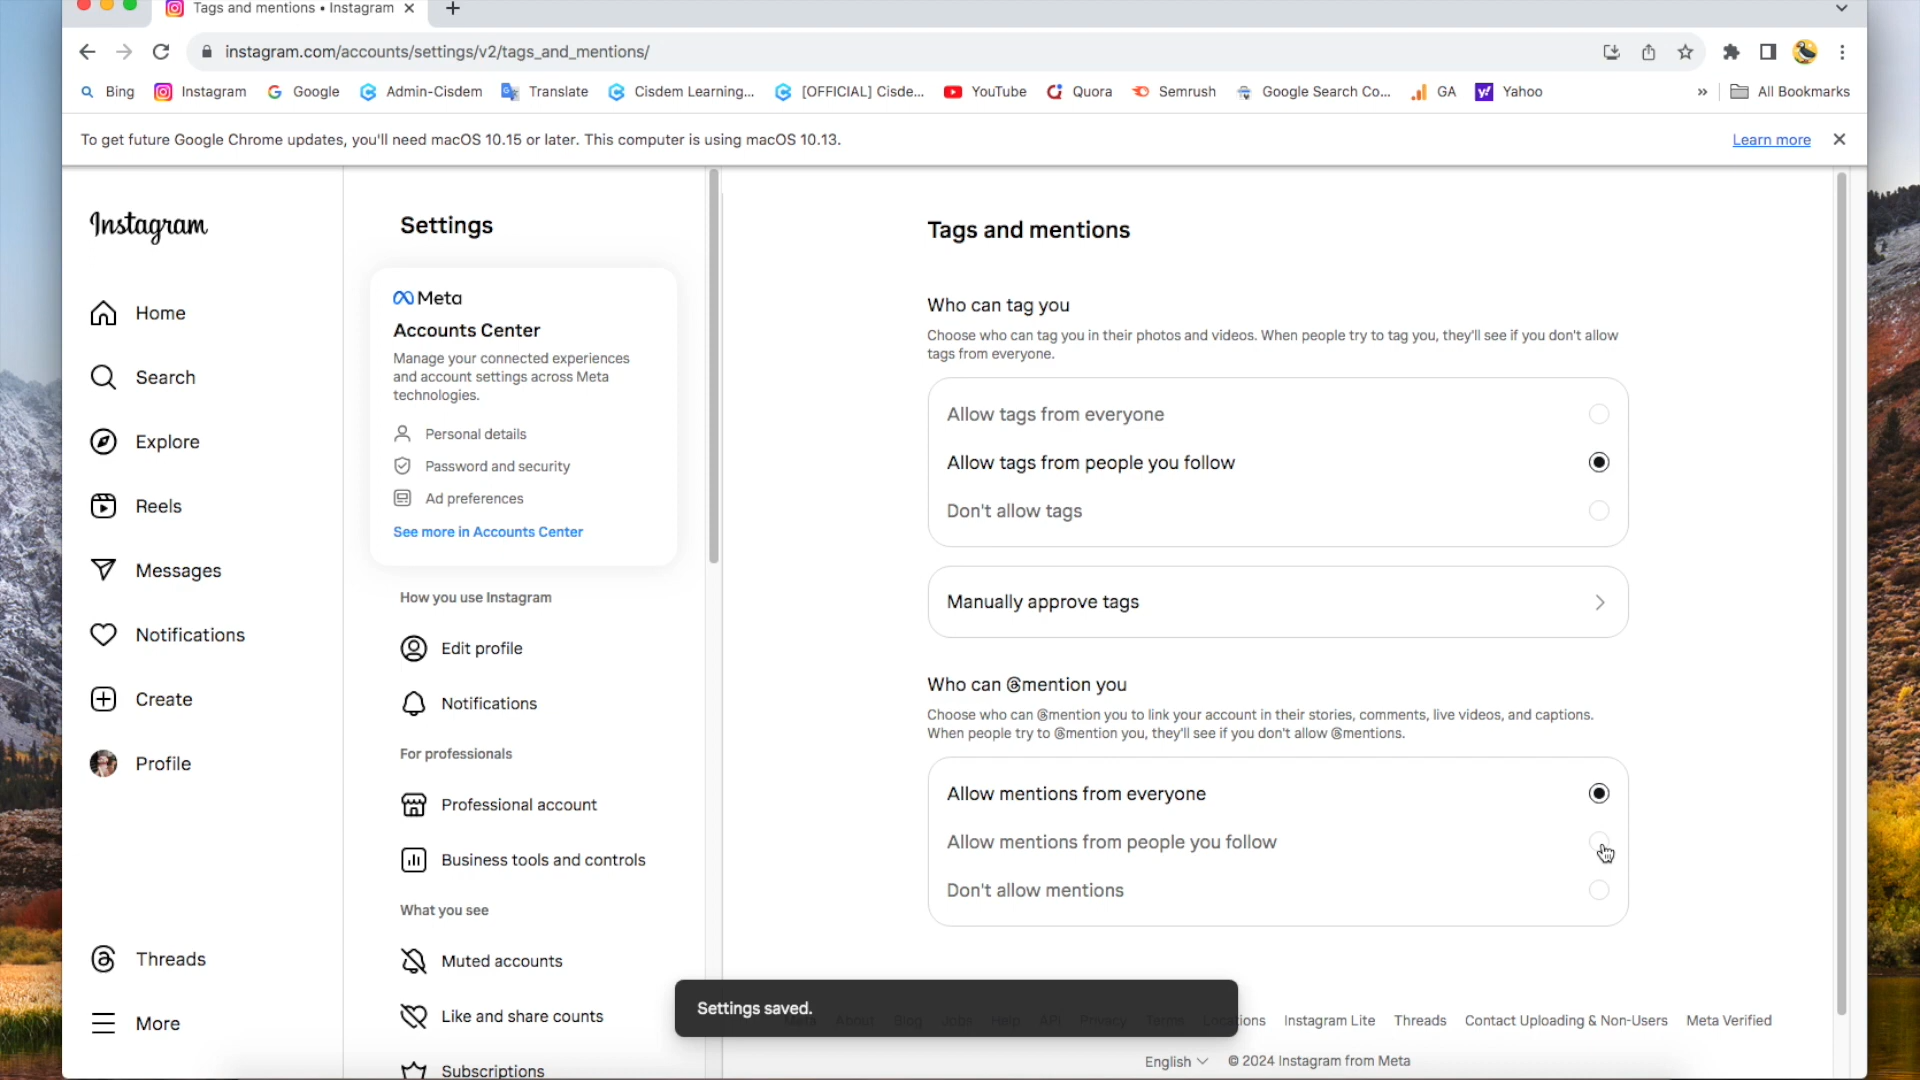 Tags and mentions • Instagram
instagram.com/accounts/settings/v2/tags_and_mentions/
Bing Instagram Google Admin-Cisdem Translate Cisdem Learning... [OFFICIAL] Cisde... YouTube Quora Semrush Google Search Co... GA Yahoo » All Bookmarks
To get future Google Chrome updates, you'll need macOS 10.15 or later. This computer is using macOS 10.13. Learn more
Instagram
Home
Search
Explore
Reels
Messages
Notifications
Create
Profile
Threads
More
Settings
Meta
Accounts Center
Manage your connected experiences
and account settings across Meta
technologies.
Personal details
Password and security
Ad preferences
See more in Accounts Center
How you use Instagram
Edit profile
Notifications
For professionals
Professional account
Business tools and controls
What you see
Muted accounts
Like and share counts
Subscriptions
Tags and mentions
Who can tag you
Choose who can tag you in their photos and videos. When people try to tag you, they'll see if you don't allow
tags from everyone.
Allow tags from everyone
Allow tags from people you follow
Don't allow tags
Manually approve tags
Who can @mention you
Choose who can @mention you to link your account in their stories, comments, live videos, and captions.
When people try to @mention you, they'll see if you don't allow @mentions.
Allow mentions from everyone
Allow mentions from people you follow
Don't allow mentions
Settings saved.
About Blog Jobs Help API Privacy Terms Locations Instagram Lite Threads Contact Uploading & Non-Users Meta Verified
English © 2024 Instagram from Meta